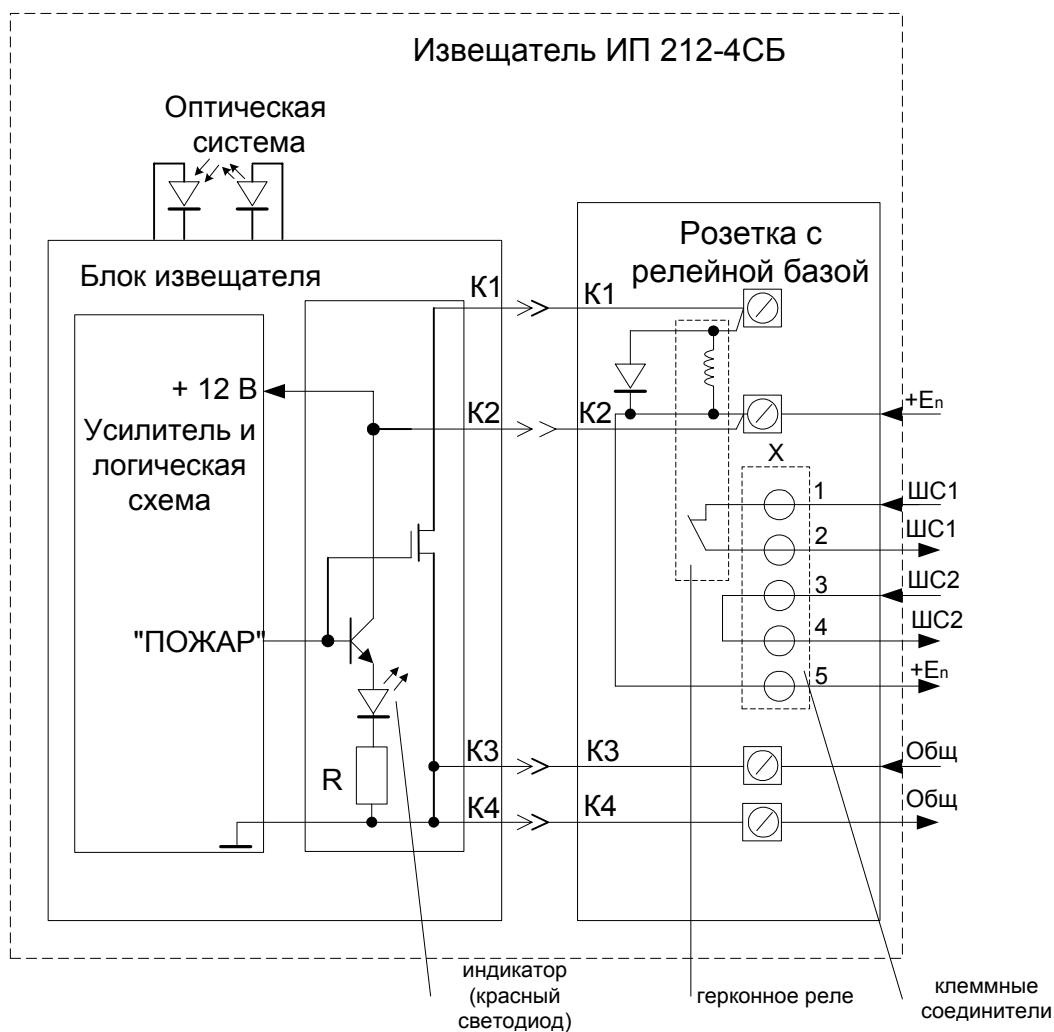 Извещатель ИП 212-4СБ
Оптическая
система
Блок извещателя
Розетка с
релейной базой
К1
К1
+ 12 В
К2
К2
+Eп
Усилитель и
логическая
схема
X
1
ШС1
2
ШС1
3
ШС2
4
ШС2
5
+Eп
"ПОЖАР"
R
К3
К3
Общ
К4
К4
Общ
индикатор
(красный
светодиод)
герконное реле
клеммные
соединители